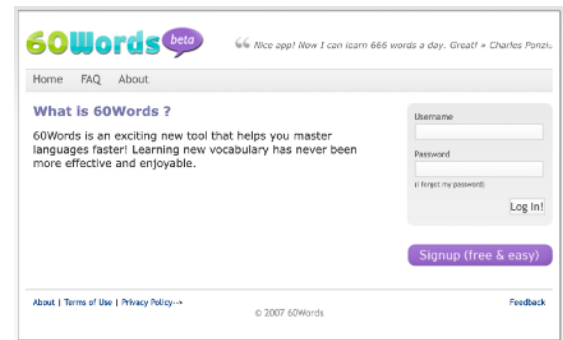 60Words beta
Nice app! Now I can learn 666 words a day. Great! » Charles
Home FAQ About
What is 60Words ?
60Words is an exciting new tool that helps you master
languages faster! Learning new vocabulary has never been
more effective and enjoyable.
Username
Password
(I forgot my password)
Log In!
Signup (free & easy)
About | Terms of Use | Privacy Policy-->
Feedback
© 2007 60Words